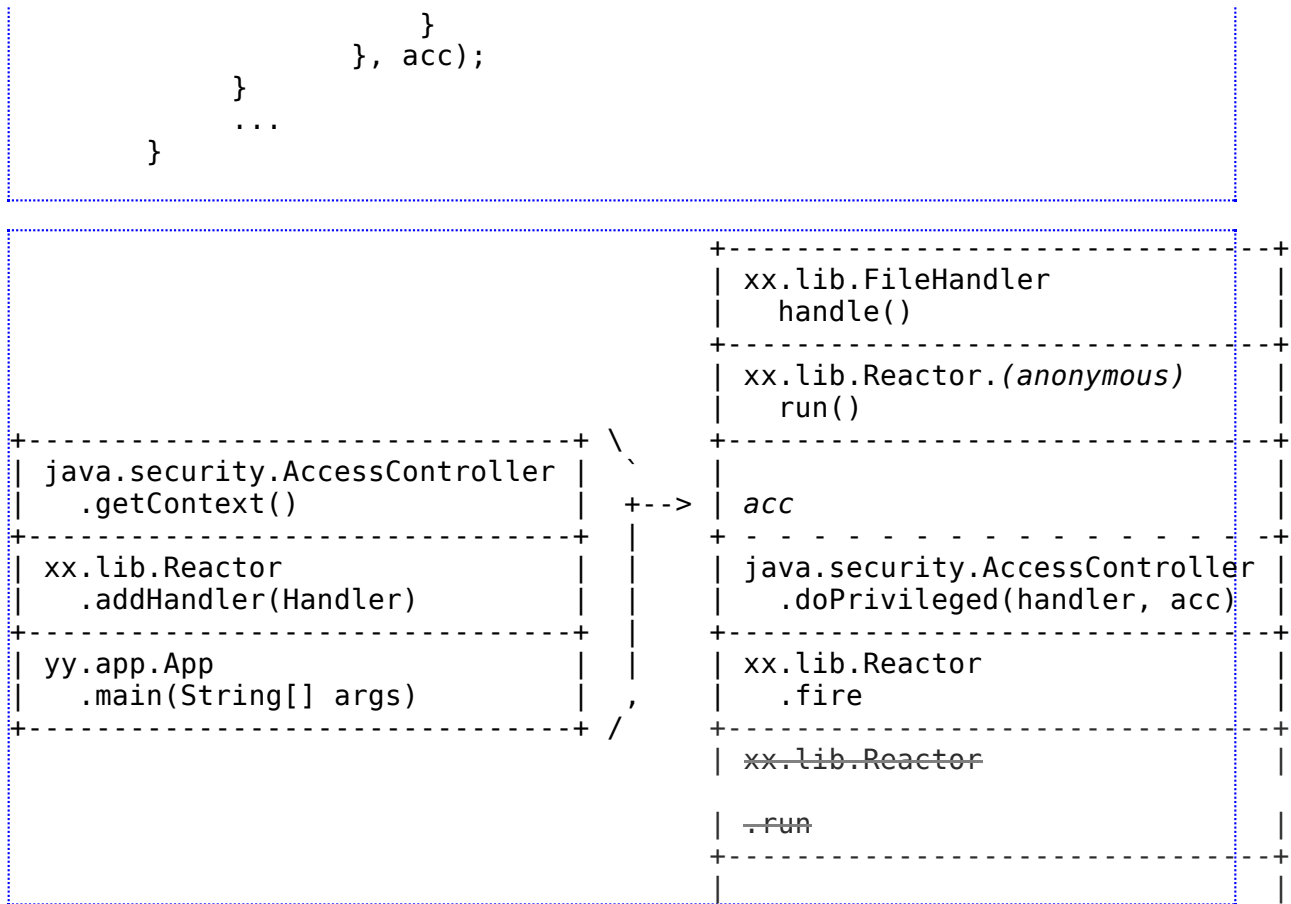 }
                    }, acc);
             }
             ...
        }
                                          +--------------------------------+
                                          | xx.lib.FileHandler             |
                                          |   handle()                     |
                                          +--------------------------------+
                                          | xx.lib.Reactor.(anonymous)     |
                                          |   run()                        |
+--------------------------------+ \     +--------------------------------+
| java.security.AccessController |  `    |                                |
|   .getContext()                |  +--> | acc                            |
+--------------------------------+  |    + - - - - - - - - - - - - - - - -+
| xx.lib.Reactor                 |  |    | java.security.AccessController |
|   .addHandler(Handler)         |  |    |   .doPrivileged(handler, acc)  |
+--------------------------------+  |    +--------------------------------+
| yy.app.App                     |  |    | xx.lib.Reactor                 |
|   .main(String[] args)         |  ,    |   .fire                        |
+--------------------------------+ /     +--------------------------------+
                                         | xx.lib.Reactor                 |
                                         | .run                           |
                                         +--------------------------------+
                                         |                                |